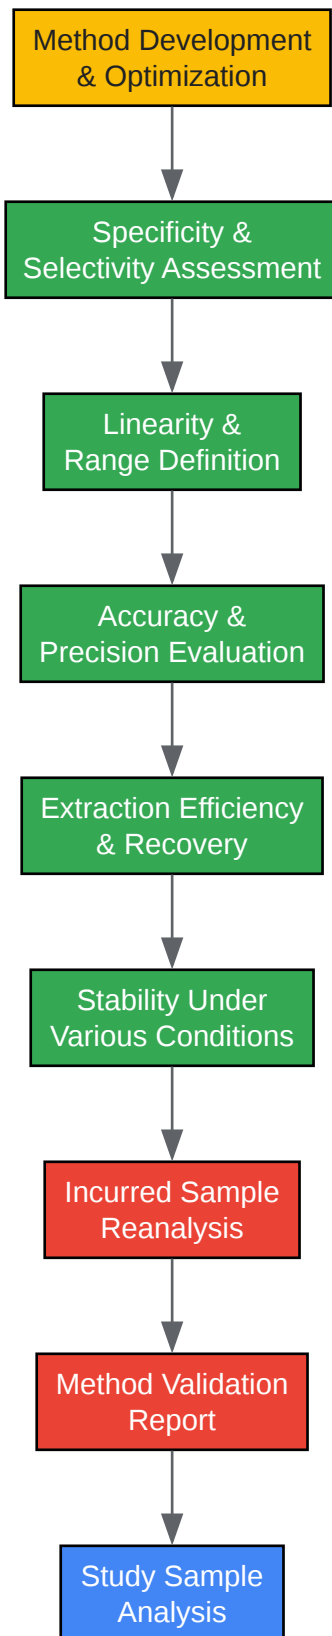 Method Development
& Optimization
Specificity &
Selectivity Assessment
Linearity &
Range Definition
Accuracy &
Precision Evaluation
Extraction Efficiency
& Recovery
Stability Under
Various Conditions
Incurred Sample
Reanalysis
Method Validation
Report
Study Sample
Analysis